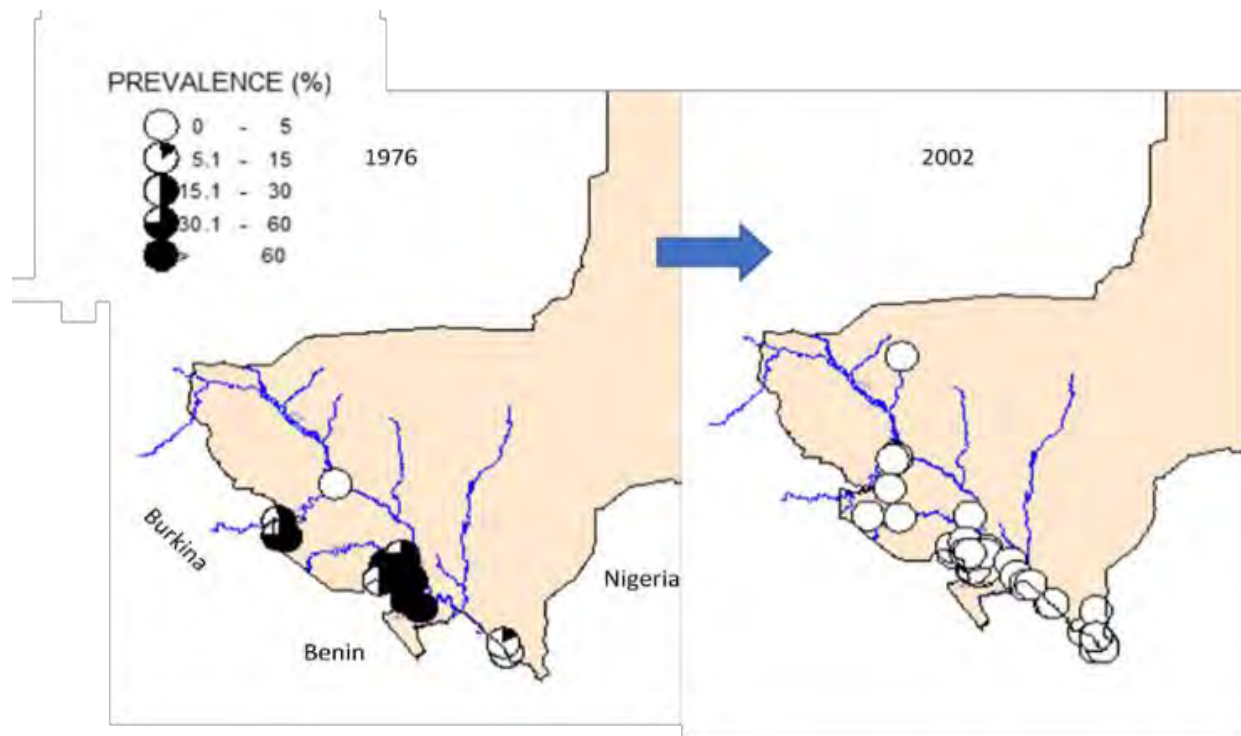 PREVALENCE (%)
0 - 5
5.1 - 15
15.1 - 30
30.1 - 60
> 60
1976
2002
Burkina
Benin
Nigeria